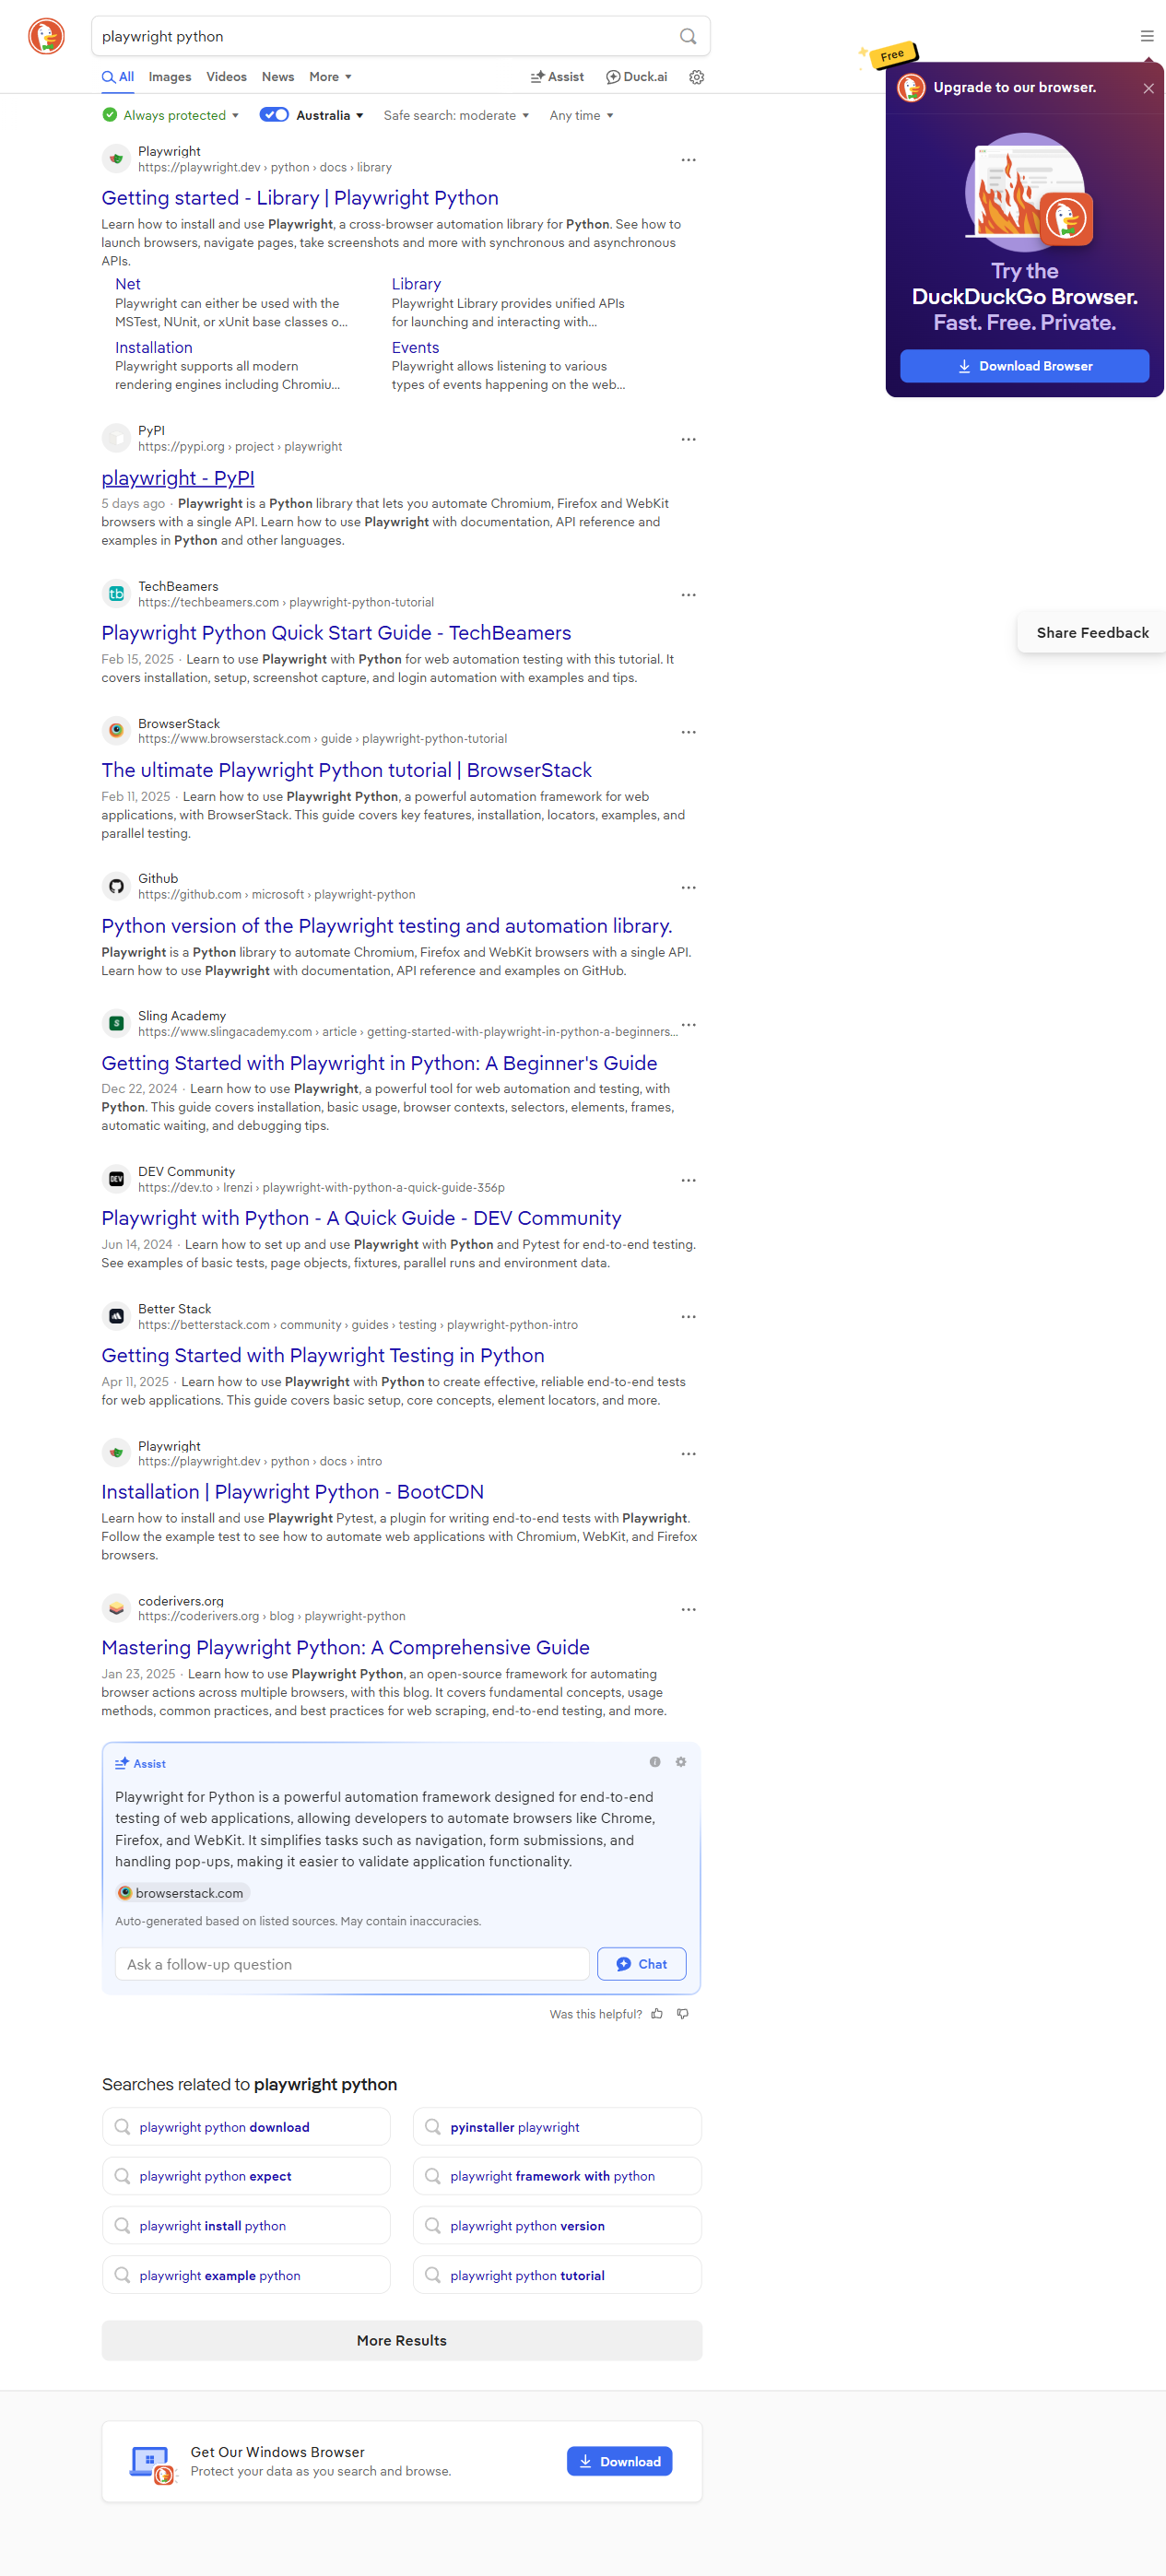 playwright python
All
Images
Videos
News
More
Assist
Duck.ai
Free
Upgrade to our browser.
Try the
DuckDuckGo Browser.
Fast. Free. Private.
Download Browser
Always protected
Australia
Safe search: moderate
Any time
Playwright
https://playwright.dev › python › docs › library
Getting started - Library | Playwright Python
Learn how to install and use Playwright, a cross-browser automation library for Python. See how to
launch browsers, navigate pages, take screenshots and more with synchronous and asynchronous
APIs.
Net
Playwright can either be used with the
MSTest, NUnit, or xUnit base classes o...
Library
Playwright Library provides unified APIs
for launching and interacting with...
Installation
Playwright supports all modern
rendering engines including Chromiu...
Events
Playwright allows listening to various
types of events happening on the web...
PyPI
https://pypi.org › project › playwright
playwright - PyPI
5 days ago · Playwright is a Python library that lets you automate Chromium, Firefox and WebKit
browsers with a single API. Learn how to use Playwright with documentation, API reference and
examples in Python and other languages.
tb
TechBeamers
https://techbeamers.com › playwright-python-tutorial
Playwright Python Quick Start Guide - TechBeamers
Feb 15, 2025 · Learn to use Playwright with Python for web automation testing with this tutorial. It
covers installation, setup, screenshot capture, and login automation with examples and tips.
Share Feedback
BrowserStack
https://www.browserstack.com › guide › playwright-python-tutorial
The ultimate Playwright Python tutorial | BrowserStack
Feb 11, 2025 · Learn how to use Playwright Python, a powerful automation framework for web
applications, with BrowserStack. This guide covers key features, installation, locators, examples, and
parallel testing.
Github
https://github.com › microsoft › playwright-python
Python version of the Playwright testing and automation library.
Playwright is a Python library to automate Chromium, Firefox and WebKit browsers with a single API.
Learn how to use Playwright with documentation, API reference and examples on GitHub.
S
Sling Academy
https://www.slingacademy.com › article › getting-started-with-playwright-in-python-a-beginners...
Getting Started with Playwright in Python: A Beginner's Guide
Dec 22, 2024 · Learn how to use Playwright, a powerful tool for web automation and testing, with
Python. This guide covers installation, basic usage, browser contexts, selectors, elements, frames,
automatic waiting, and debugging tips.
DEV
DEV Community
https://dev.to › lrenzi › playwright-with-python-a-quick-guide-356p
Playwright with Python - A Quick Guide - DEV Community
Jun 14, 2024 · Learn how to set up and use Playwright with Python and Pytest for end-to-end testing.
See examples of basic tests, page objects, fixtures, parallel runs and environment data.
Better Stack
https://betterstack.com › community › guides › testing › playwright-python-intro
Getting Started with Playwright Testing in Python
Apr 11, 2025 · Learn how to use Playwright with Python to create effective, reliable end-to-end tests
for web applications. This guide covers basic setup, core concepts, element locators, and more.
Playwright
https://playwright.dev › python › docs › intro
Installation | Playwright Python - BootCDN
Learn how to install and use Playwright Pytest, a plugin for writing end-to-end tests with Playwright.
Follow the example test to see how to automate web applications with Chromium, WebKit, and Firefox
browsers.
coderivers.org
https://coderivers.org › blog › playwright-python
Mastering Playwright Python: A Comprehensive Guide
Jan 23, 2025 · Learn how to use Playwright Python, an open-source framework for automating
browser actions across multiple browsers, with this blog. It covers fundamental concepts, usage
methods, common practices, and best practices for web scraping, end-to-end testing, and more.
Assist
Playwright for Python is a powerful automation framework designed for end-to-end
testing of web applications, allowing developers to automate browsers like Chrome,
Firefox, and WebKit. It simplifies tasks such as navigation, form submissions, and
handling pop-ups, making it easier to validate application functionality.
browserstack.com
Auto-generated based on listed sources. May contain inaccuracies.
Ask a follow-up question
Chat
Was this helpful?
Searches related to playwright python
playwright python download
pyinstaller playwright
playwright python expect
playwright framework with python
playwright install python
playwright python version
playwright example python
playwright python tutorial
More Results
Get Our Windows Browser
Protect your data as you search and browse.
Download